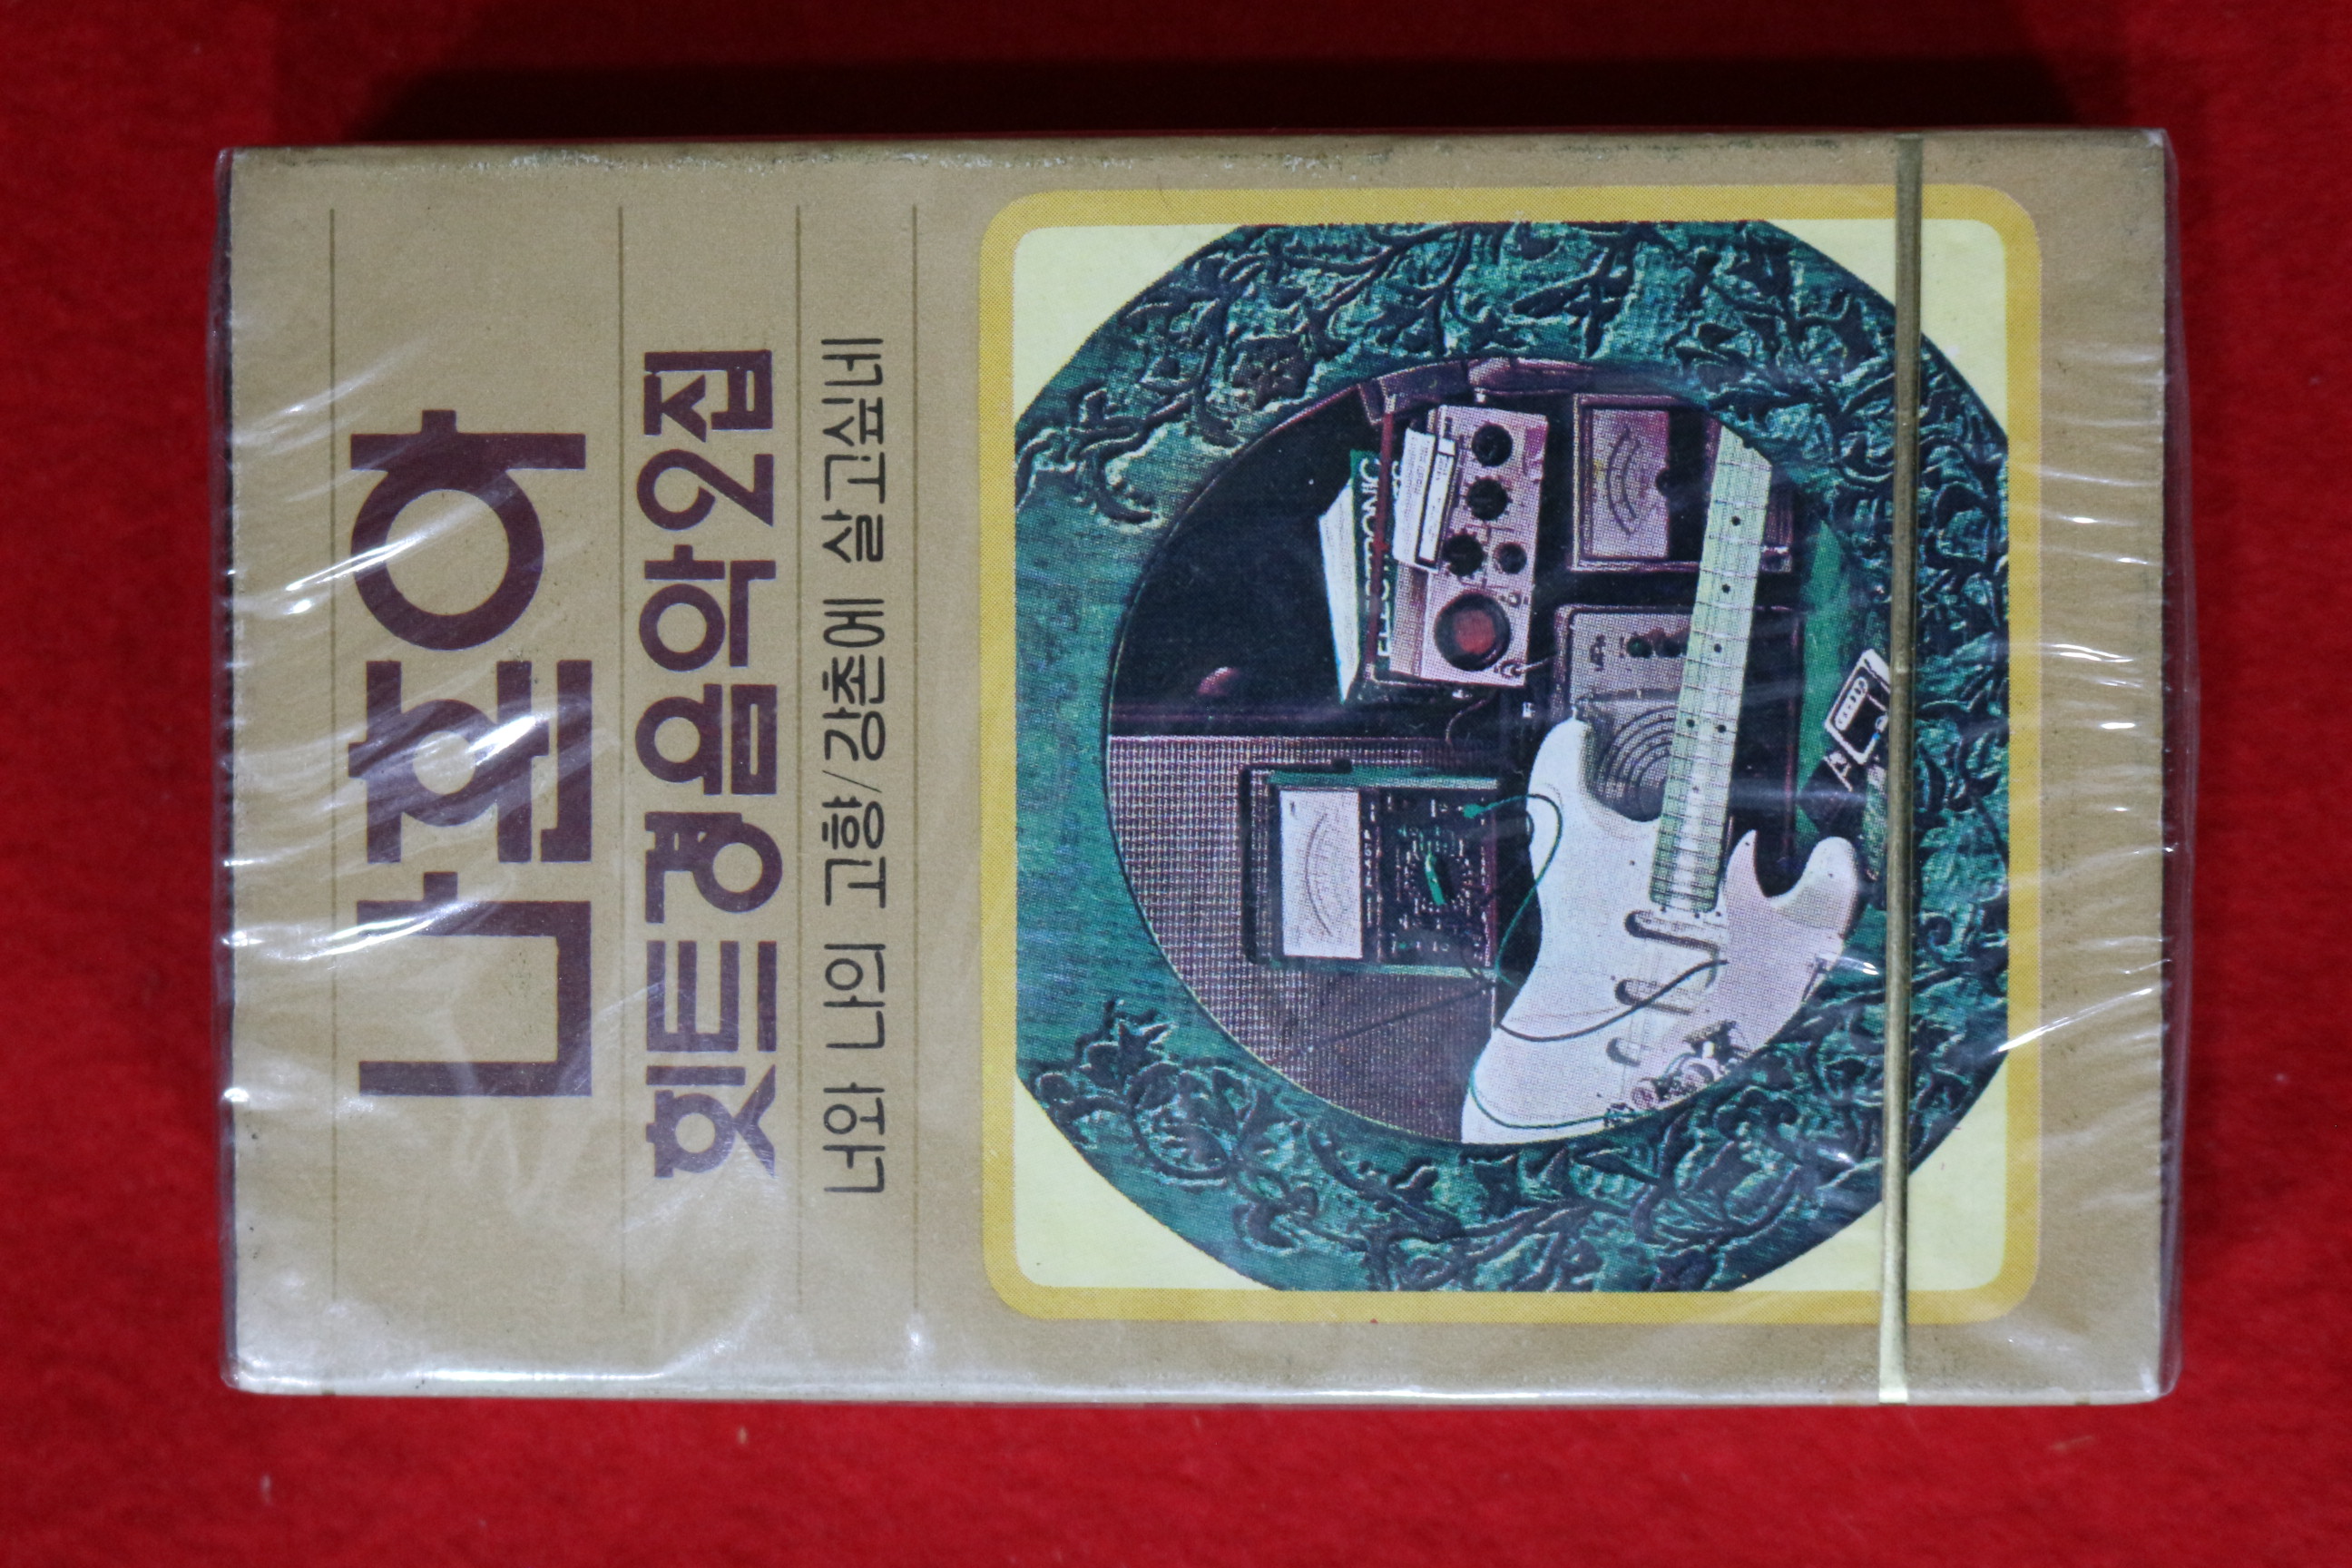 나훈아
힛트경음악2집
너와 나의 고향/강촌에 살고싶네